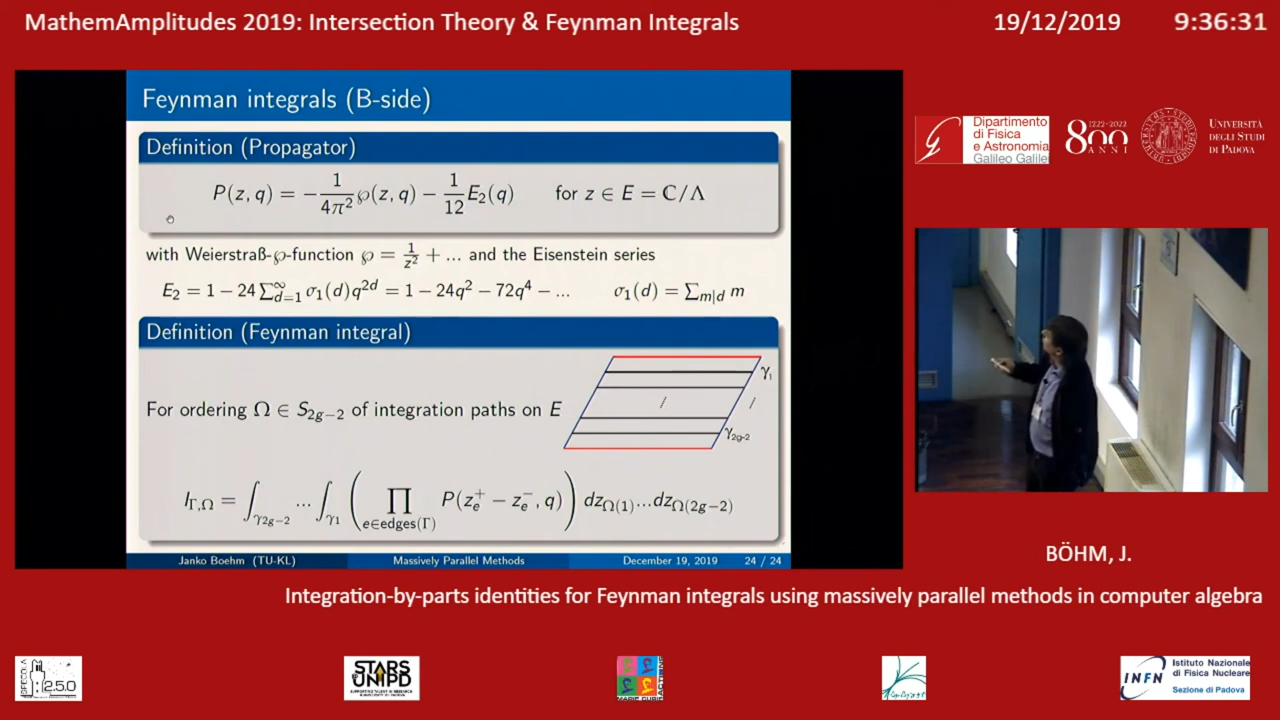 MathemAmplitudes 2019: Intersection Theory & Feynman Integrals
19/12/2019
9:36:31
Feynman integrals (B-side)
Definition (Propagator)
P(z, q) = −1/4π² ℘(z, q) − 1/12 E₂(q) for z ∈ E = ℂ/Λ
with Weierstraß-℘-function ℘ = 1/z² + ... and the Eisenstein series
E₂ = 1 − 24 ∑_{d=1}^∞ σ₁(d)q^{2d} = 1 − 24q² − 72q⁴ − ... σ₁(d) = ∑_{m|d} m
Definition (Feynman integral)
γ₁
For ordering Ω ∈ S_{2g−2} of integration paths on E
γ_{2g-2}
I_{Γ,Ω} = ∫_{γ_{2g−2}} ... ∫_{γ₁} ( ∏_{e∈edges(Γ)} P(z_e^+ − z_e^−, q) ) dz_{Ω(1)}...dz_{Ω(2g−2)}
Janko Boehm (TU-KL) Massively Parallel Methods December 19, 2019 24 / 24
Dipartimento
di Fisica
e Astronomia
Galileo Galilei
1222-2022
800
ANNI
UNIVERSITÀ
DEGLI STUDI
DI PADOVA
BÖHM, J.
Integration-by-parts identities for Feynman integrals using massively parallel methods in computer algebra
SPECOLA
250
STARS
UNIPD
MARIE CURIE
INFN
Istituto Nazionale
di Fisica Nucleare
Sezione di Padova